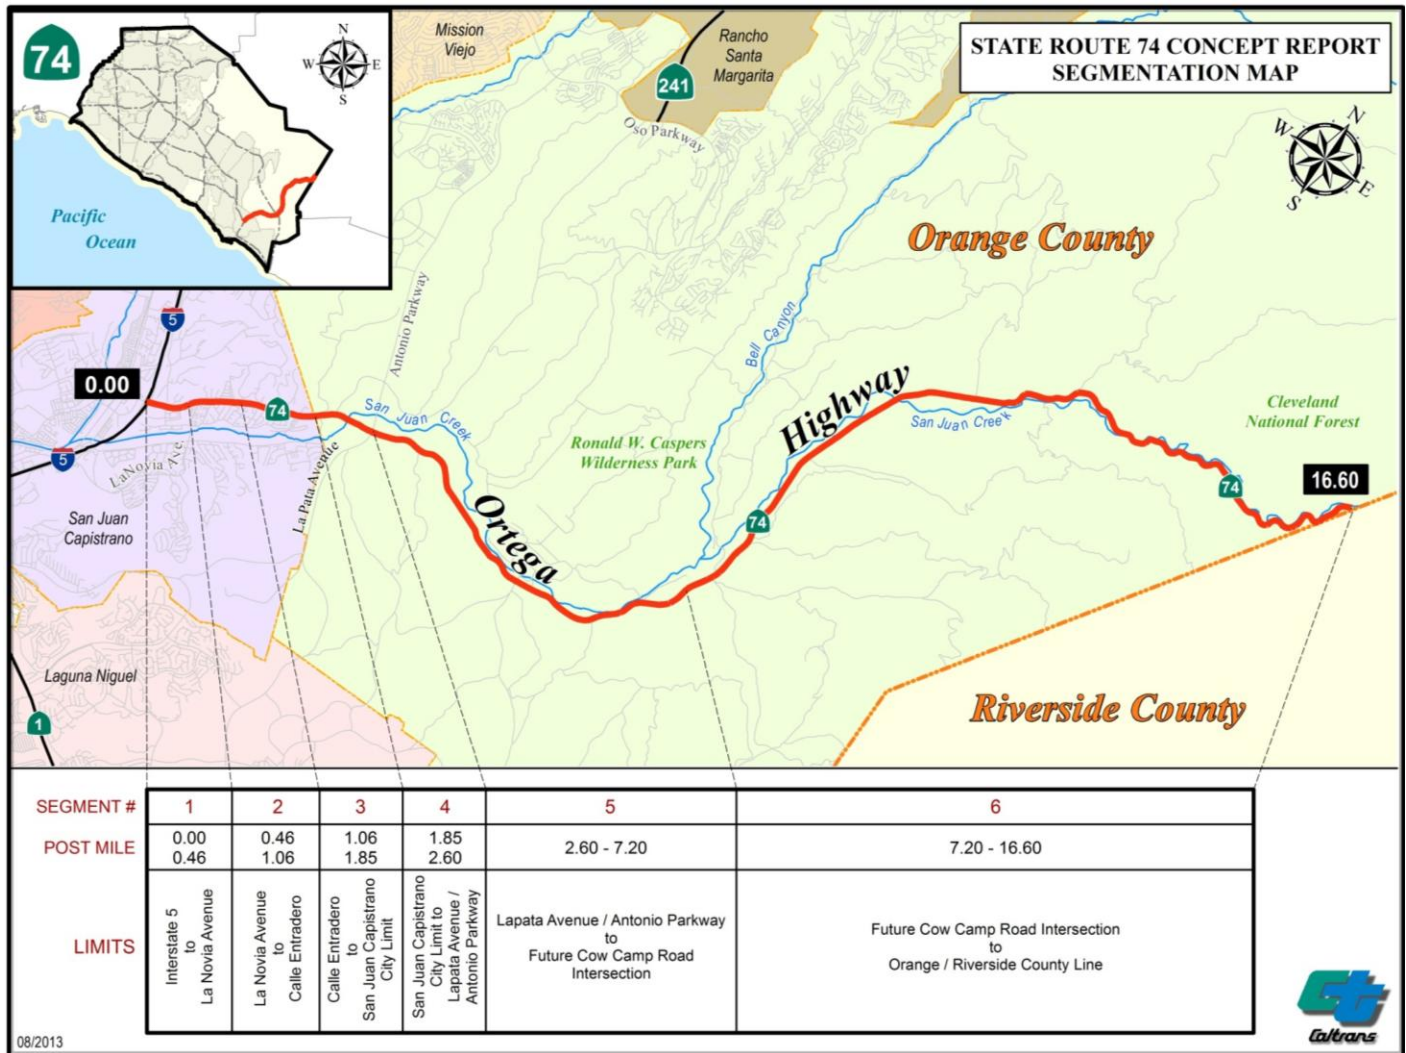 74
N
W
E
S
Pacific
Ocean
Mission
Viejo
Rancho
Santa
Margarita
241
Oso Parkway
STATE ROUTE 74 CONCEPT REPORT
SEGMENTATION MAP
N
W
E
S
Orange County
Antonio Parkway
Bell Canyon
5
0.00
74
San Juan Creek
Highway
San Juan Creek
Cleveland
National Forest
Ronald W. Caspers
Wilderness Park
5
LaNovia Ave.
La Pata Avenue
74
16.60
San Juan
Capistrano
Ortega
74
Laguna Niguel
1
Riverside County
SEGMENT # 1 2 3 4 5 6
POST MILE
0.00
0.46
0.46
1.06
1.06
1.85
1.85
2.60
2.60 - 7.20
7.20 - 16.60
LIMITS
Interstate 5
to
La Novia Avenue
La Novia Avenue
to
Calle Entradero
Calle Entradero
to
San Juan Capistrano
City Limit
San Juan Capistrano
City Limit to
Lapata Avenue /
Antonio Parkway
Lapata Avenue / Antonio Parkway
to
Future Cow Camp Road
Intersection
Future Cow Camp Road Intersection
to
Orange / Riverside County Line
08/2013
Caltrans